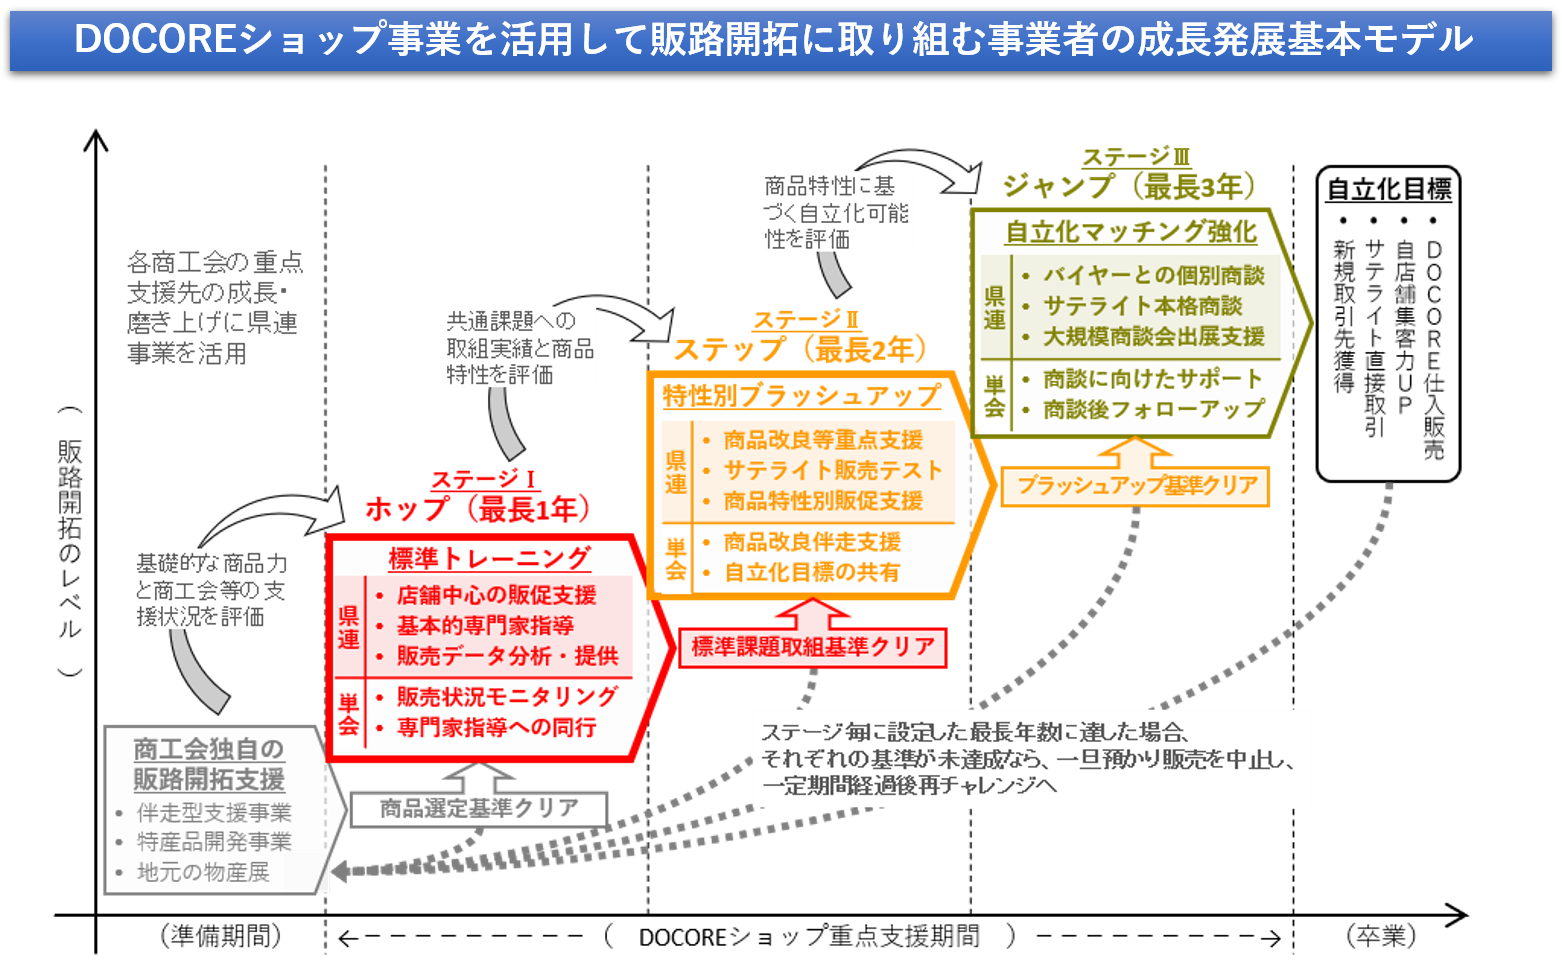 DOCOREショップ事業を活用して販路開拓に取り組む事業者の成長発展基本モデル
（販路開拓のレベル）
各商工会の重点
支援先の成長・
磨き上げに県連
事業を活用
基礎的な商品力
と商工会等の支
援状況を評価
商工会独自の
販路開拓支援
・伴走型支援事業
・特産品開発事業
・地元の物産展
商品選定基準クリア
ステージⅠ
ホップ（最長1年）
標準トレーニング
県連
・店舗中心の販促支援
・基本的専門家指導
・販売データ分析・提供
単会
・販売状況モニタリング
・専門家指導への同行
共通課題への
取組実績と商品
特性を評価
標準課題取組基準クリア
ステージⅡ
ステップ（最長2年）
特性別ブラッシュアップ
県連
・商品改良等重点支援
・サテライト販売テスト
・商品特性別販促支援
単会
・商品改良伴走支援
・自立化目標の共有
商品特性に基
づく自立化可能
性を評価
ブラッシュアップ基準クリア
ステージⅢ
ジャンプ（最長3年）
自立化マッチング強化
県連
・バイヤーとの個別商談
・サテライト本格商談
・大規模商談会出展支援
単会
・商談に向けたサポート
・商談後フォローアップ
自立化目標
・DOCORE仕入販売
・自店舗集客力UP
・サテライト直接取引
・新規取引先獲得
ステージ毎に設定した最長年数に達した場合、
それぞれの基準が未達成なら、一旦預かり販売を中止し、
一定期間経過後再チャレンジへ
（準備期間）
（ DOCOREショップ重点支援期間 ）
（卒業）